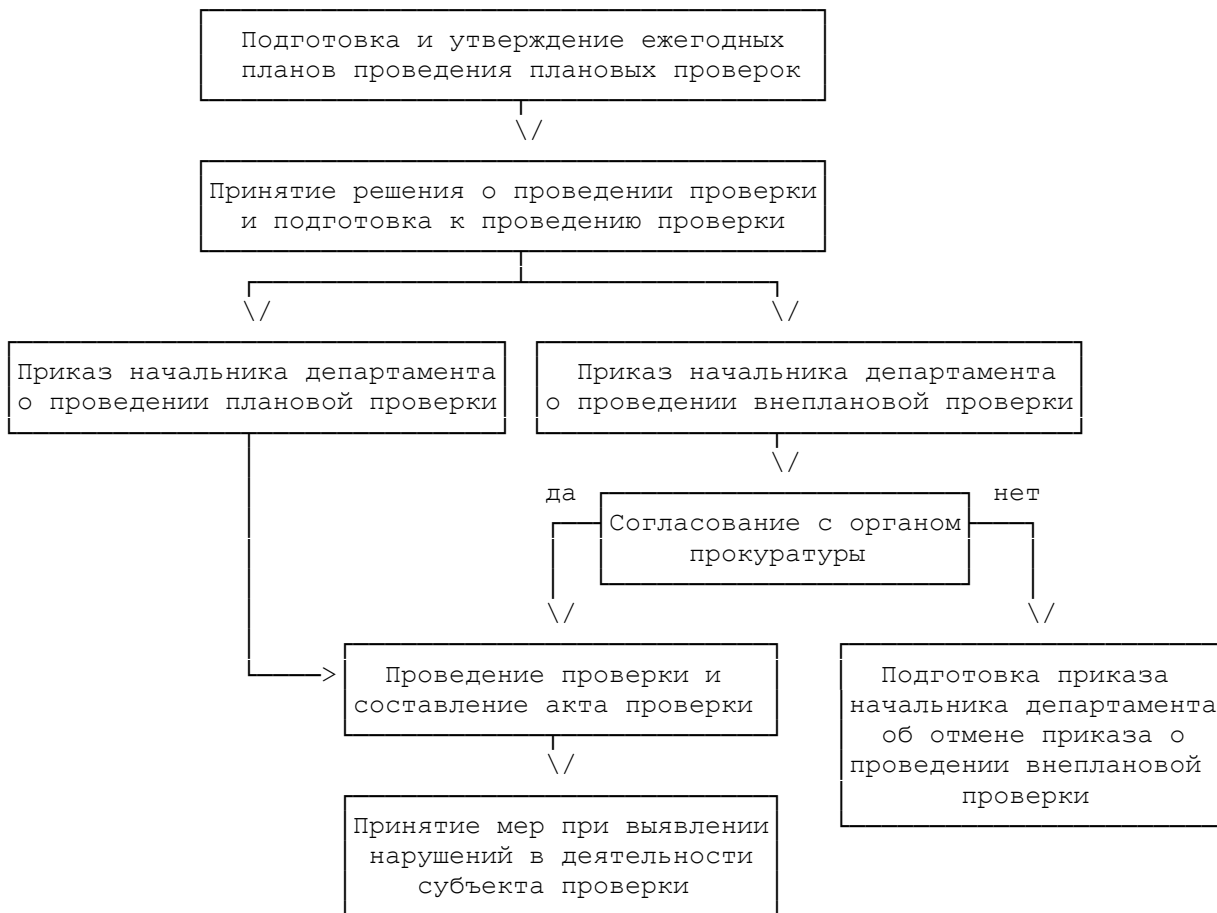 Подготовка и утверждение ежегодных
планов проведения плановых проверок
Принятие решения о проведении проверки
и подготовка к проведению проверки
Приказ начальника департамента
о проведении плановой проверки
Приказ начальника департамента
о проведении внеплановой проверки
да
нет
Согласование с органом
прокуратуры
Проведение проверки и
составление акта проверки
Подготовка приказа
начальника департамента
об отмене приказа о
проведении внеплановой
проверки
Принятие мер при выявлении
нарушений в деятельности
субъекта проверки